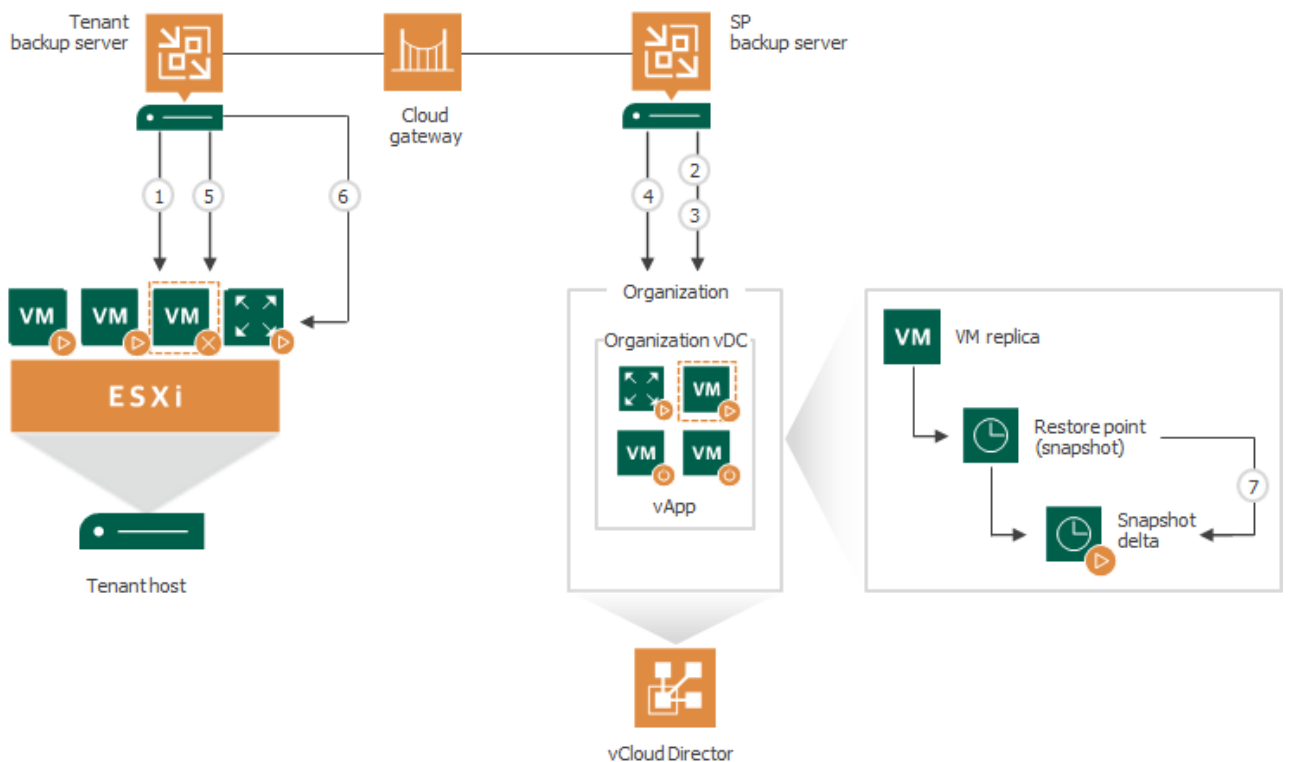 Tenant
backup server
SP
backup server
Cloud
gateway
1
5
6
4
2
3
VM
VM
VM
ESXi
Tenant host
Organization
Organization vDC
VM
VM
VM
vApp
vCloud Director
VM
VM replica
Restore point
(snapshot)
7
Snapshot
delta